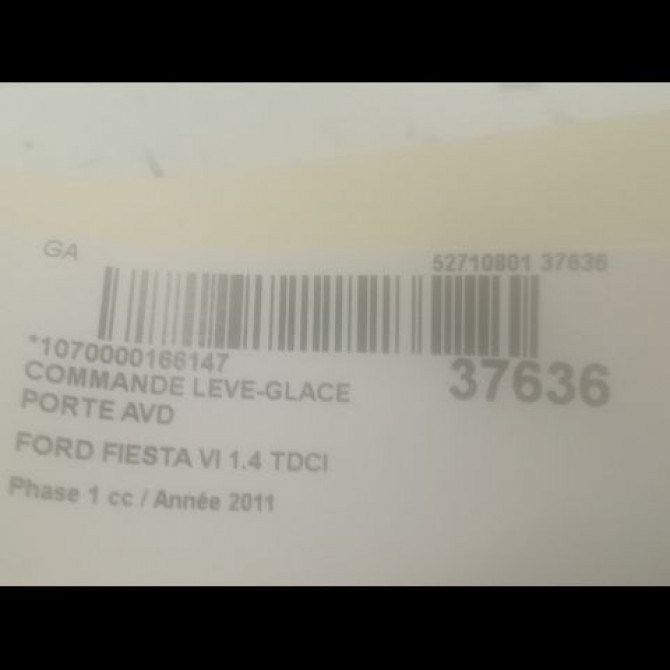 GA
52710801 37636
*1070000166147
37636
COMMANDE LEVE-GLACE
PORTE AVD
FORD FIESTA VI 1.4 TDCI
Phase 1 cc / Année 2011